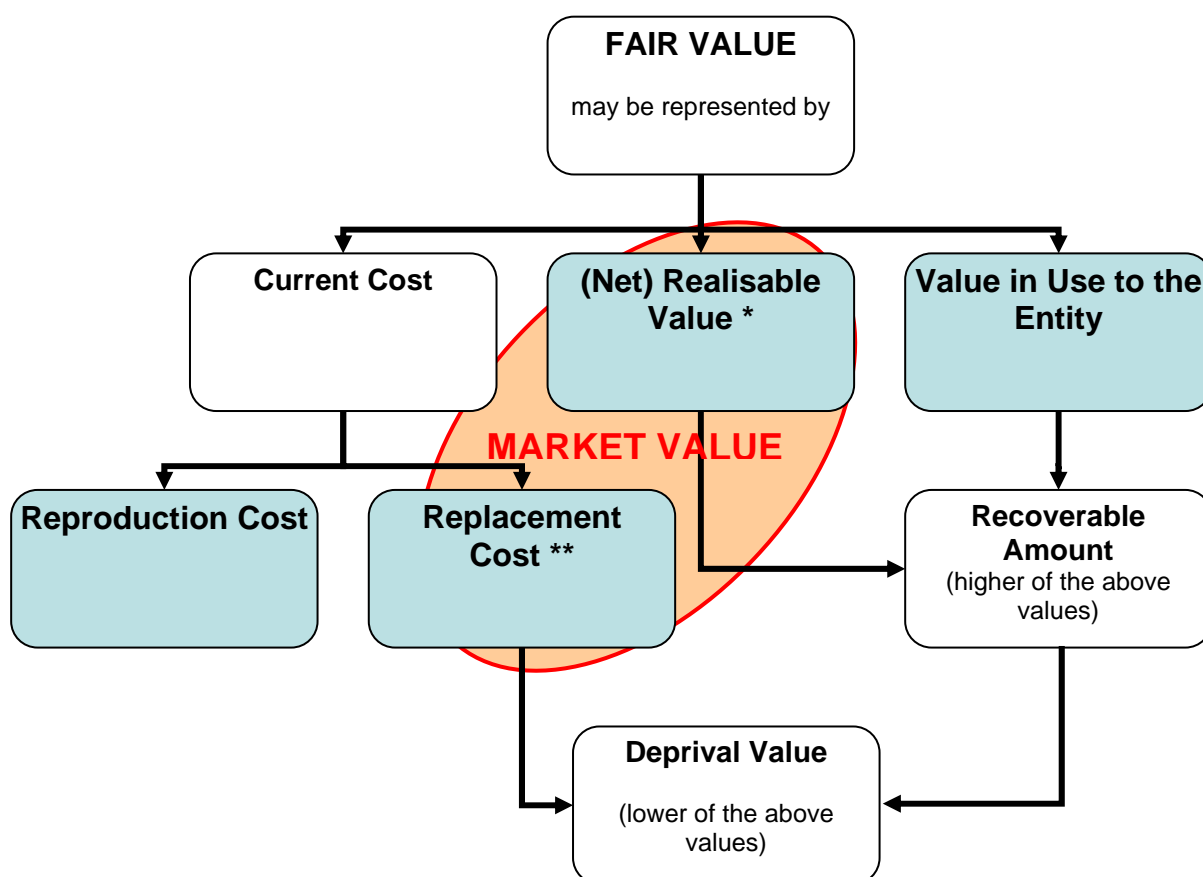 FAIR VALUE
may be represented by
Current Cost
(Net) Realisable
Value *
Value in Use to the
Entity
MARKET VALUE
Reproduction Cost
Replacement
Cost **
Recoverable
Amount
(higher of the above
values)
Deprival Value
(lower of the above
values)